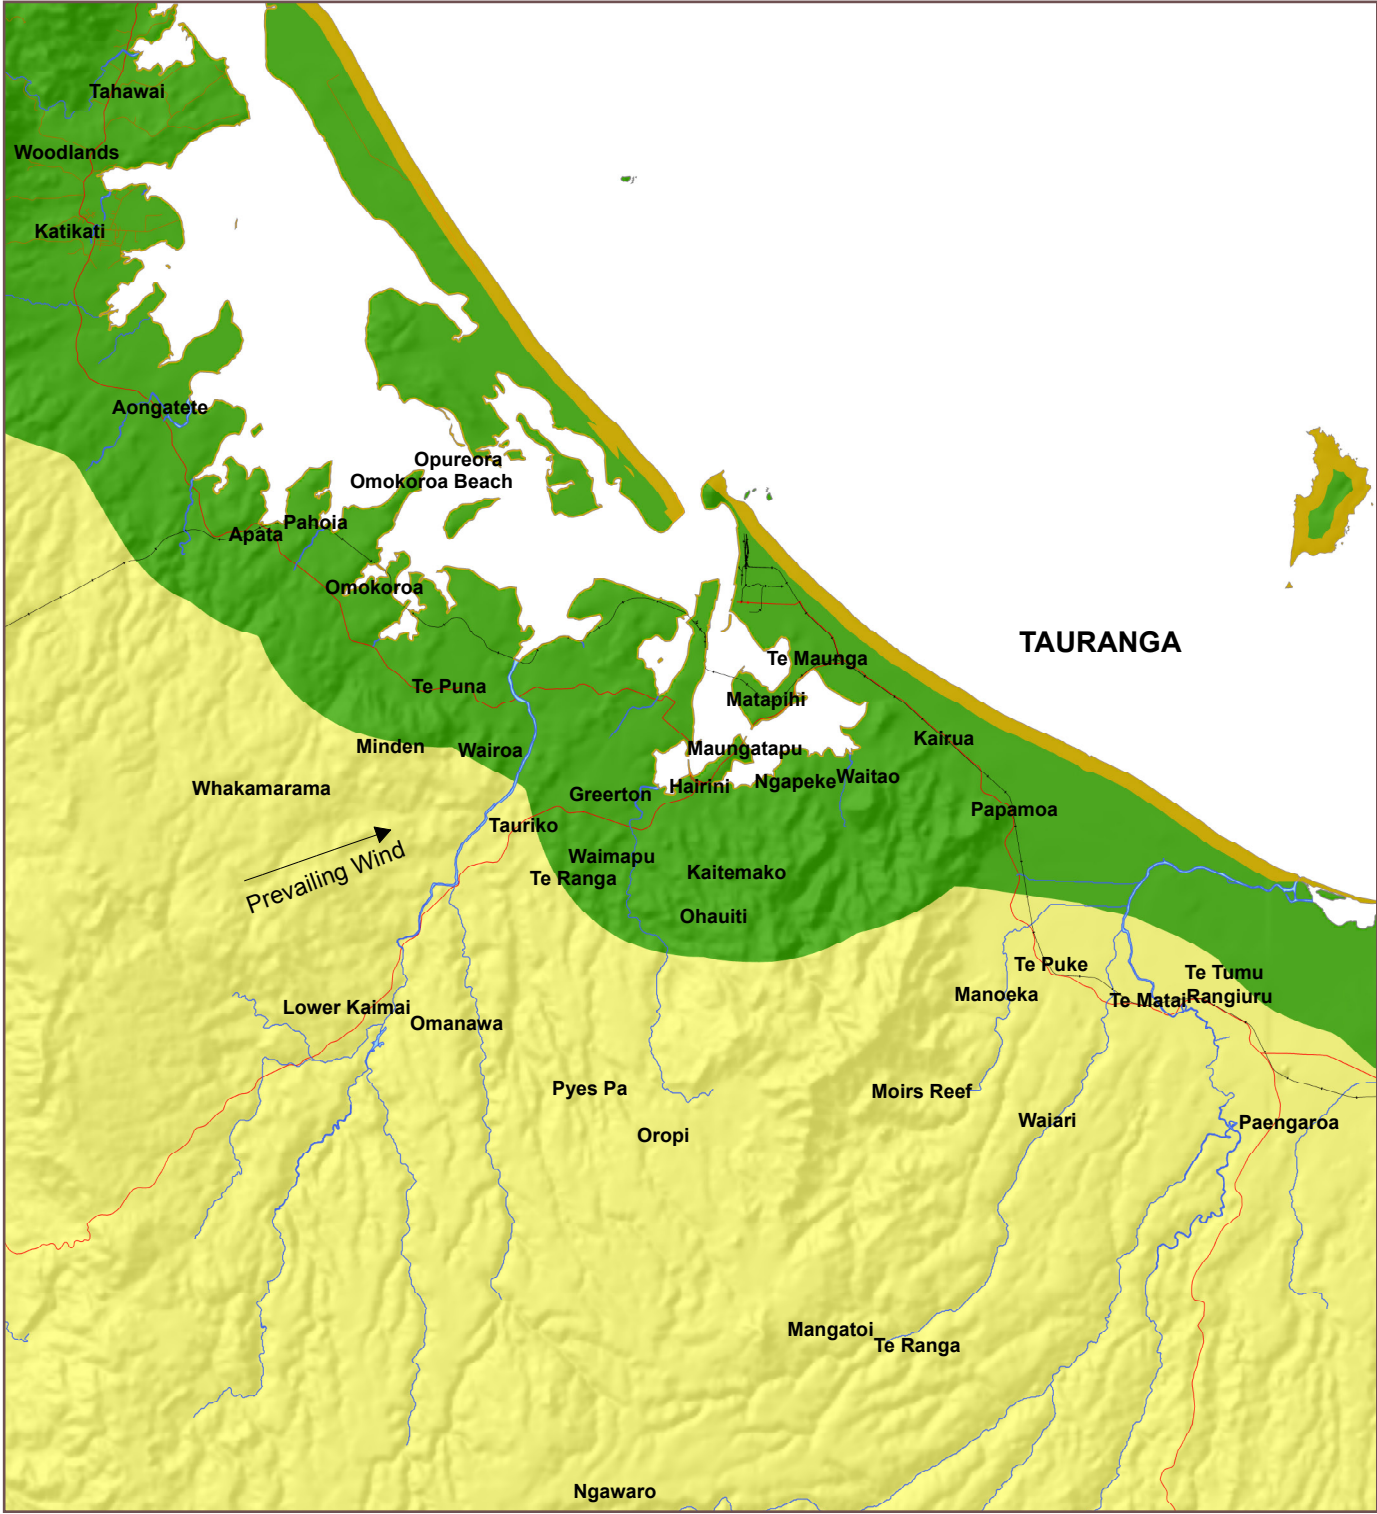 Tahawai
Woodlands
Katikati
Aongatete
Opureora
Omokoroa Beach
Pahoia
Apata
Omokoroa
TAURANGA
Te Maunga
Te Puna
Matapihi
Kairua
Minden
Wairoa
Maungatapu
Whakamarama
Greerton
Hairini
Ngapeke
Waitao
Papamoa
Tauriko
Prevailing Wind
Waimapu
Te Ranga
Kaitemako
Ohauiti
Te Puke
Te Tumu
Manoeka
Te Matai
Rangiuru
Lower Kaimai
Omanawa
Pyes Pa
Moirs Reef
Waiari
Paengaroa
Oropi
Mangatoi
Te Ranga
Ngawaro